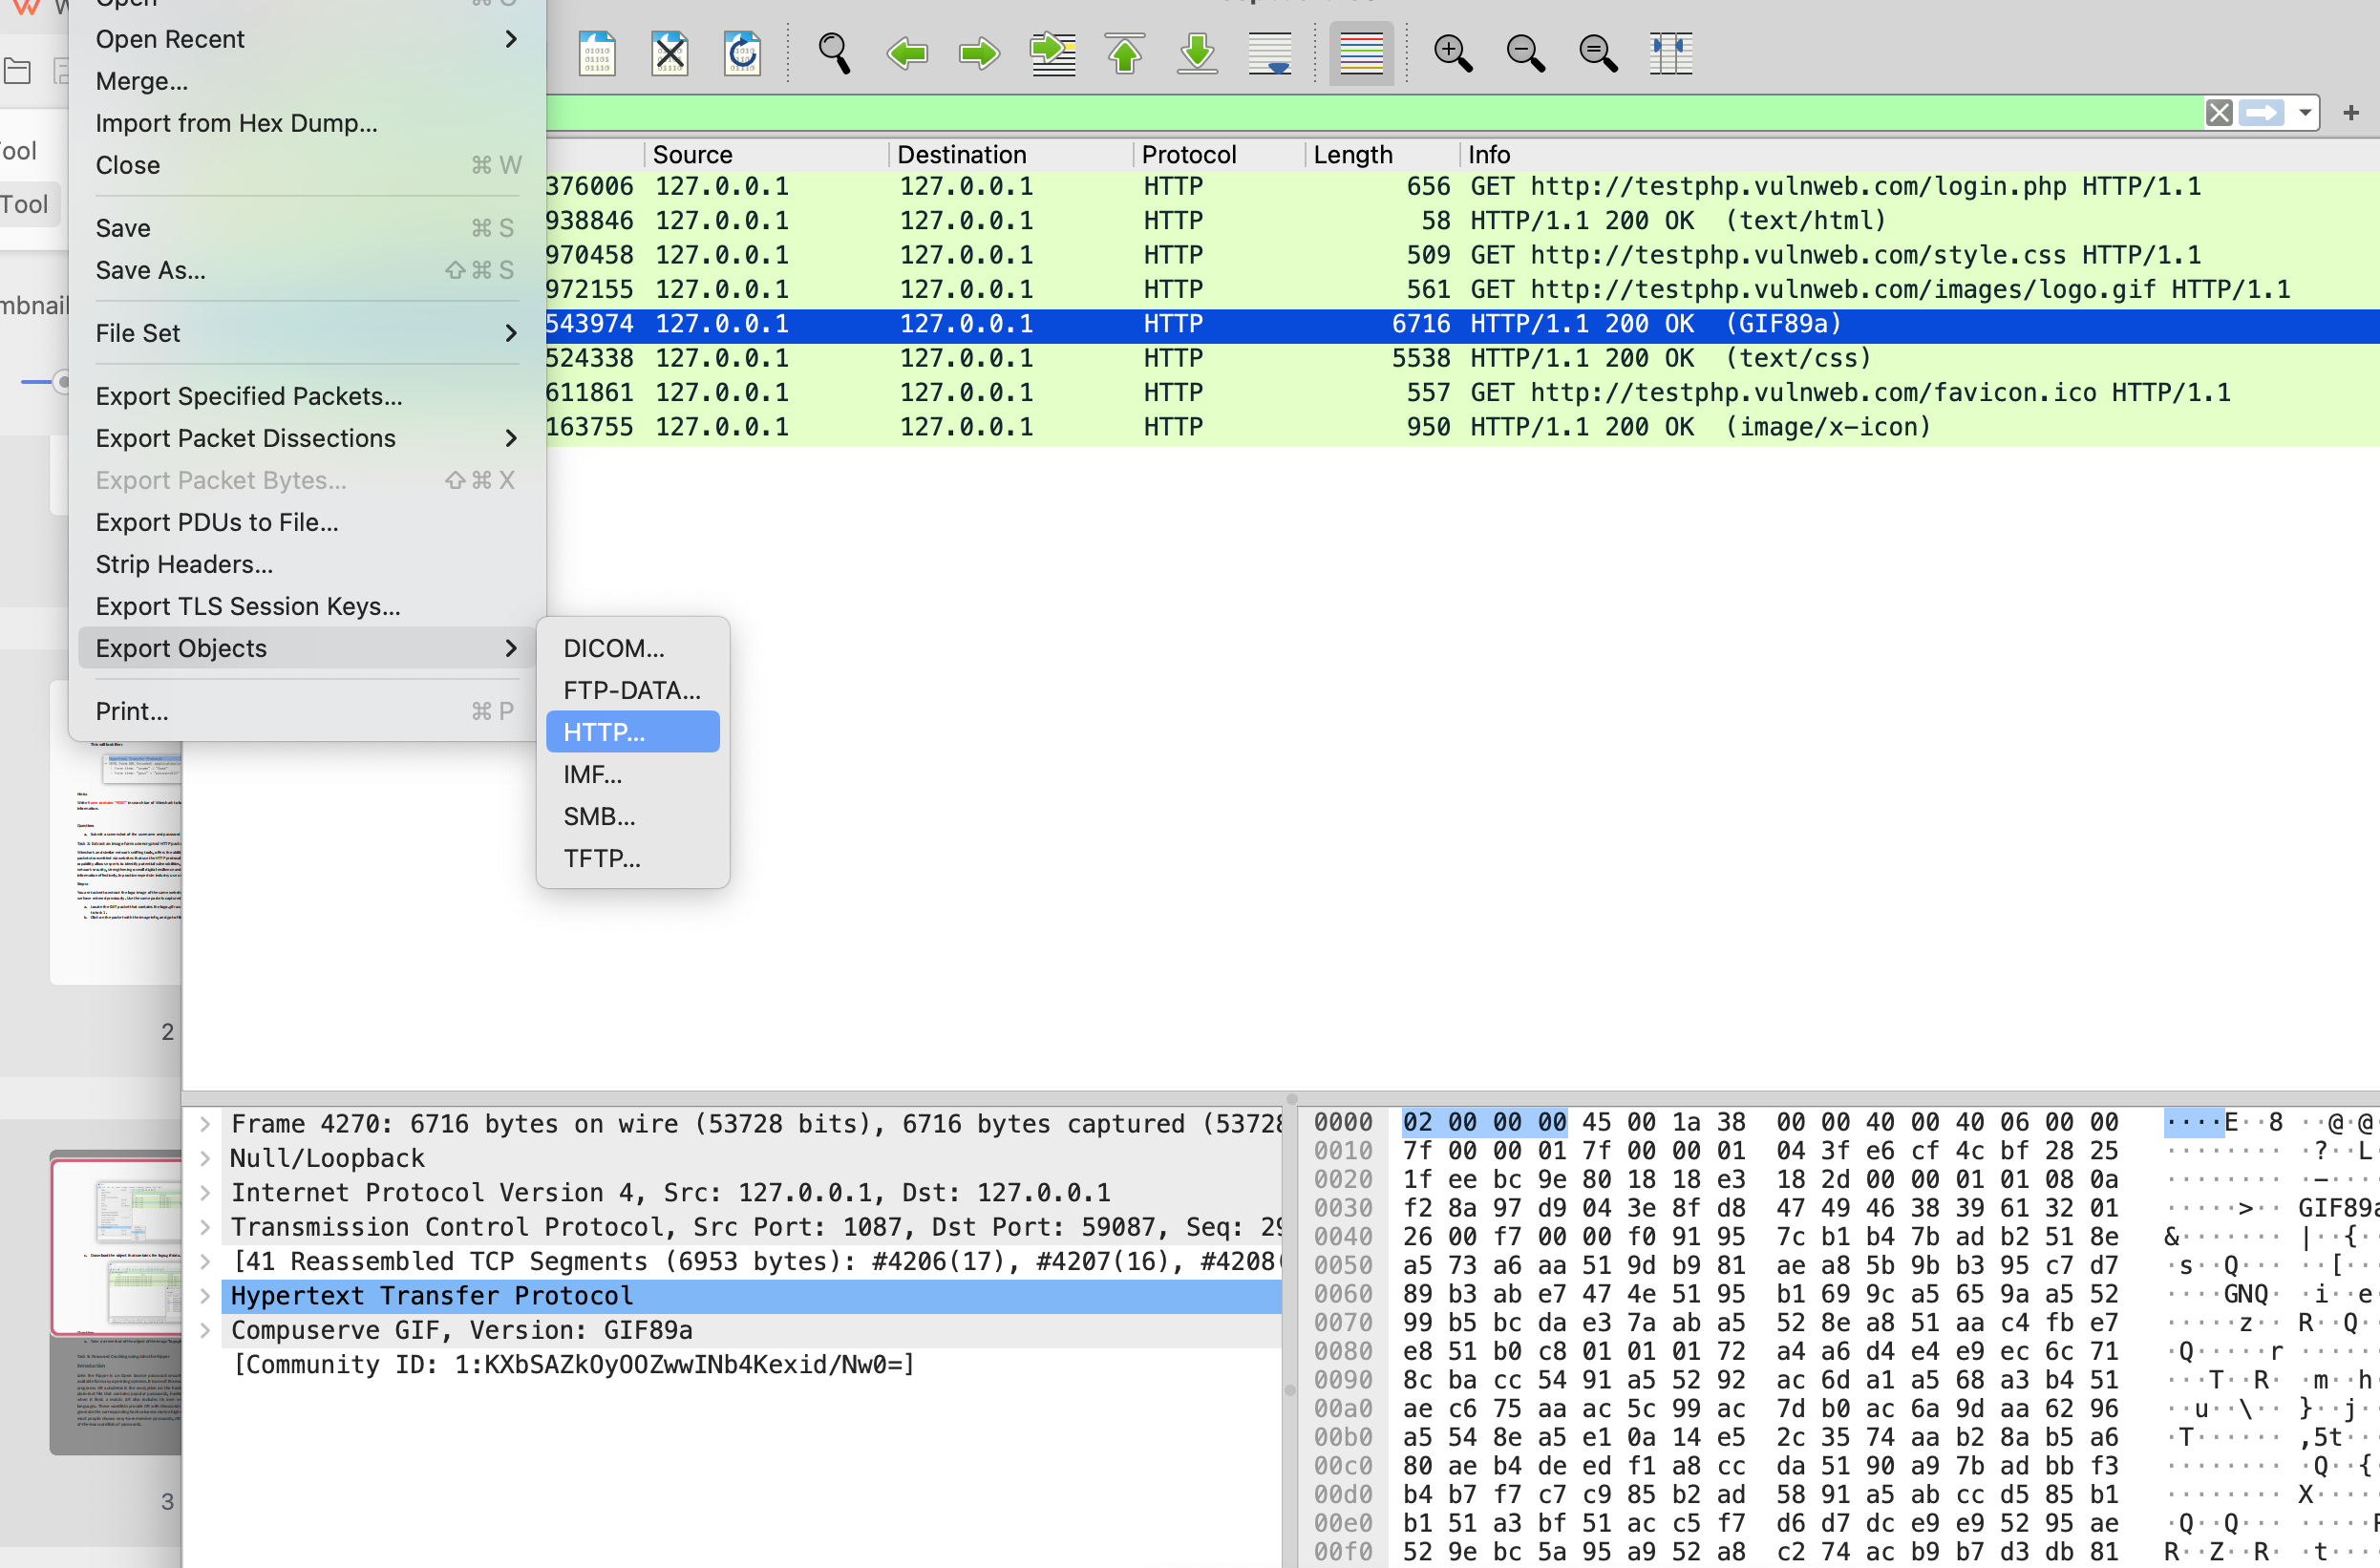 Open Recent
Merge...
Import from Hex Dump...
Close ⌘ W
Save ⌘ S
Save As... ⇧ ⌘ S
File Set
Export Specified Packets...
Export Packet Dissections
Export Packet Bytes... ⇧ ⌘ X
Export PDUs to File...
Strip Headers...
Export TLS Session Keys...
Export Objects
Print... ⌘ P
DICOM...
FTP-DATA...
HTTP...
IMF...
SMB...
TFTP...
Tool
2
3
Source Destination Protocol Length Info
376006 127.0.0.1 127.0.0.1 HTTP 656 GET http://testphp.vulnweb.com/login.php HTTP/1.1
938846 127.0.0.1 127.0.0.1 HTTP 58 HTTP/1.1 200 OK (text/html)
970458 127.0.0.1 127.0.0.1 HTTP 509 GET http://testphp.vulnweb.com/style.css HTTP/1.1
972155 127.0.0.1 127.0.0.1 HTTP 561 GET http://testphp.vulnweb.com/images/logo.gif HTTP/1.1
543974 127.0.0.1 127.0.0.1 HTTP 6716 HTTP/1.1 200 OK (GIF89a)
524338 127.0.0.1 127.0.0.1 HTTP 5538 HTTP/1.1 200 OK (text/css)
611861 127.0.0.1 127.0.0.1 HTTP 557 GET http://testphp.vulnweb.com/favicon.ico HTTP/1.1
163755 127.0.0.1 127.0.0.1 HTTP 950 HTTP/1.1 200 OK (image/x-icon)
Frame 4270: 6716 bytes on wire (53728 bits), 6716 bytes captured (53728
Null/Loopback
Internet Protocol Version 4, Src: 127.0.0.1, Dst: 127.0.0.1
Transmission Control Protocol, Src Port: 1087, Dst Port: 59087, Seq: 29
[41 Reassembled TCP Segments (6953 bytes): #4206(17), #4207(16), #4208(
Hypertext Transfer Protocol
Compuserve GIF, Version: GIF89a
[Community ID: 1:KXbSAZkOyOOZwwINb4Kexid/Nw0=]
0000 02 00 00 00 45 00 1a 38 00 00 40 00 40 06 00 00 ····E··8 ··@·@·
0010 7f 00 00 01 7f 00 00 01 04 3f e6 cf 4c bf 28 25 ········ ·?··L·
0020 1f ee bc 9e 80 18 18 e3 18 2d 00 00 01 01 08 0a ········ ·-····
0030 f2 8a 97 d9 04 3e 8f d8 47 49 46 38 39 61 32 01 ·····>·· GIF89a
0040 26 00 f7 00 00 f0 91 95 7c b1 b4 7b ad b2 51 8e &······· |··{··
0050 a5 73 a6 aa 51 9d b9 81 ae a8 5b 9b b3 95 c7 d7 ·s··Q··· ··[···
0060 89 b3 ab e7 47 4e 51 95 b1 69 9c a5 65 9a a5 52 ····GNQ· ·i··e·
0070 99 b5 bc da e3 7a ab a5 52 8e a8 51 aa c4 fb e7 ·····z·· R··Q··
0080 e8 51 b0 c8 01 01 01 72 a4 a6 d4 e4 e9 ec 6c 71 ·Q·····r ······
0090 8c ba cc 54 91 a5 52 92 ac 6d a1 a5 68 a3 b4 51 ···T··R· ·m··h·
00a0 ae c6 75 aa ac 5c 99 ac 7d b0 ac 6a 9d aa 62 96 ··u··\·· }··j··
00b0 a5 54 8e a5 e1 0a 14 e5 2c 35 74 aa b2 8a b5 a6 ·T······ ,5t···
00c0 80 ae b4 de ed f1 a8 cc da 51 90 a9 7b ad bb f3 ········ ·Q··{·
00d0 b4 b7 f7 c7 c9 85 b2 ad 58 91 a5 ab cc d5 85 b1 ········ X·····
00e0 b1 51 a3 bf 51 ac c5 f7 d6 d7 dc e9 e9 52 95 ae ·Q··Q··· ·····R
00f0 52 9e bc 5a 95 a9 52 a8 c2 74 ac b9 b7 d3 db 81 R··Z··R· ·t····